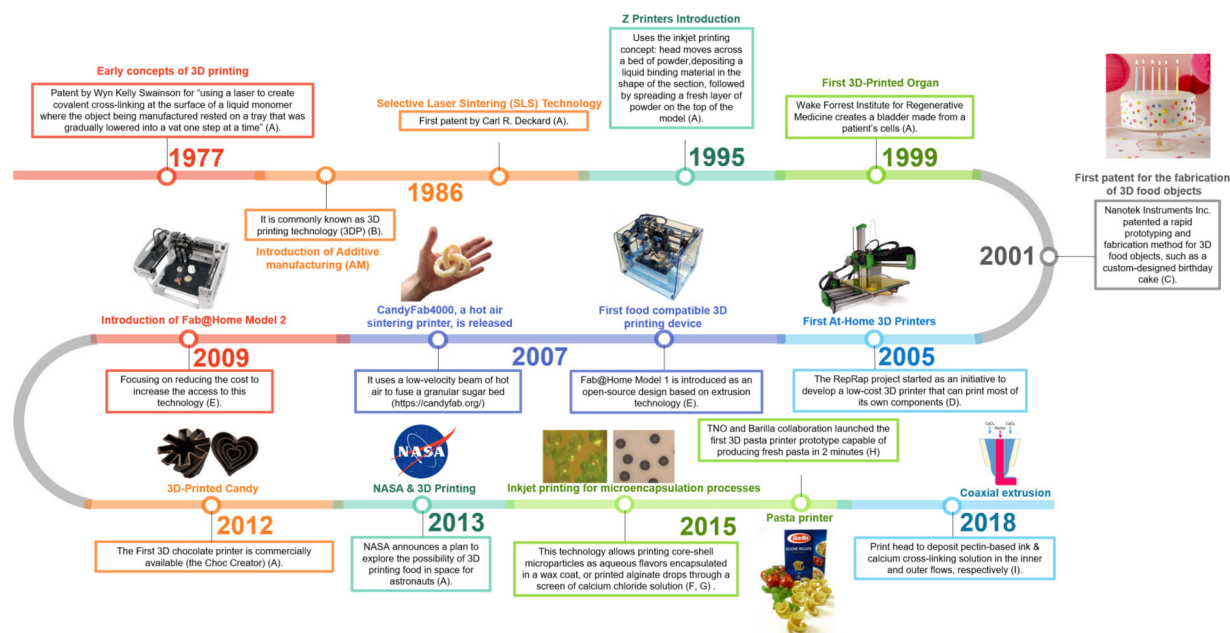 Early concepts of 3D printing
Patent by Wyn Kelly Swainson for “using a laser to create
covalent cross-linking at the surface of a liquid monomer
where the object being manufactured rested on a tray that was
gradually lowered into a vat one step at a time” (A).
1977
Selective Laser Sintering (SLS) Technology
First patent by Carl R. Deckard (A).
1986
It is commonly known as 3D
printing technology (3DP) (B).
Introduction of Additive
manufacturing (AM)
Z Printers Introduction
Uses the inkjet printing
concept: head moves across
a bed of powder,depositing a
liquid binding material in the
shape of the section, followed
by spreading a fresh layer of
powder on the top of the
model (A).
1995
First 3D-Printed Organ
Wake Forrest Institute for Regenerative
Medicine creates a bladder made from a
patient’s cells (A).
1999
First patent for the fabrication
of 3D food objects
2001
Nanotek Instruments Inc.
patented a rapid
prototyping and
fabrication method for 3D
food objects, such as a
custom-designed birthday
cake (C).
First At-Home 3D Printers
2005
The RepRap project started as an initiative to
develop a low-cost 3D printer that can print most
of its own components (D).
First food compatible 3D
printing device
2007
Fab@Home Model 1 is introduced as an
open-source design based on extrusion
technology (E).
CandyFab4000, a hot air
sintering printer, is released
It uses a low-velocity beam of hot
air to fuse a granular sugar bed
(https://candyfab.org/)
Introduction of Fab@Home Model 2
2009
Focusing on reducing the cost to
increase the access to this
technology (E).
3D-Printed Candy
2012
The First 3D chocolate printer is commercially
available (the Choc Creator) (A).
NASA
NASA & 3D Printing
2013
NASA announces a plan to
explore the possibility of 3D
printing food in space for
astronauts (A).
Inkjet printing for microencapsulation processes
2015
This technology allows printing core-shell
microparticles as aqueous flavors encapsulated
in a wax coat, or printed alginate drops through a
screen of calcium chloride solution (F, G) .
TNO and Barilla collaboration launched the
first 3D pasta printer prototype capable of
producing fresh pasta in 2 minutes (H)
Pasta printer
Barilla
CaCl₂
Pectin
CaCl₂
Coaxial extrusion
2018
Print head to deposit pectin-based ink &
calcium cross-linking solution in the inner
and outer flows, respectively (I).